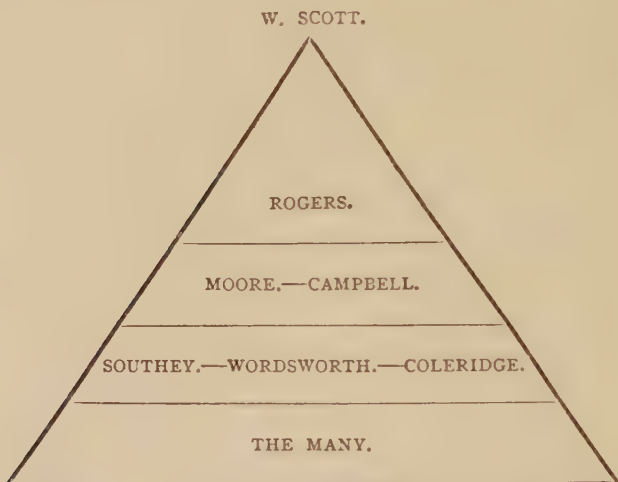 W. SCOTT.
ROGERS.
MOORE.—CAMPBELL.
SOUTHEY.—WORDSWORTH.—COLERIDGE.
THE MANY.